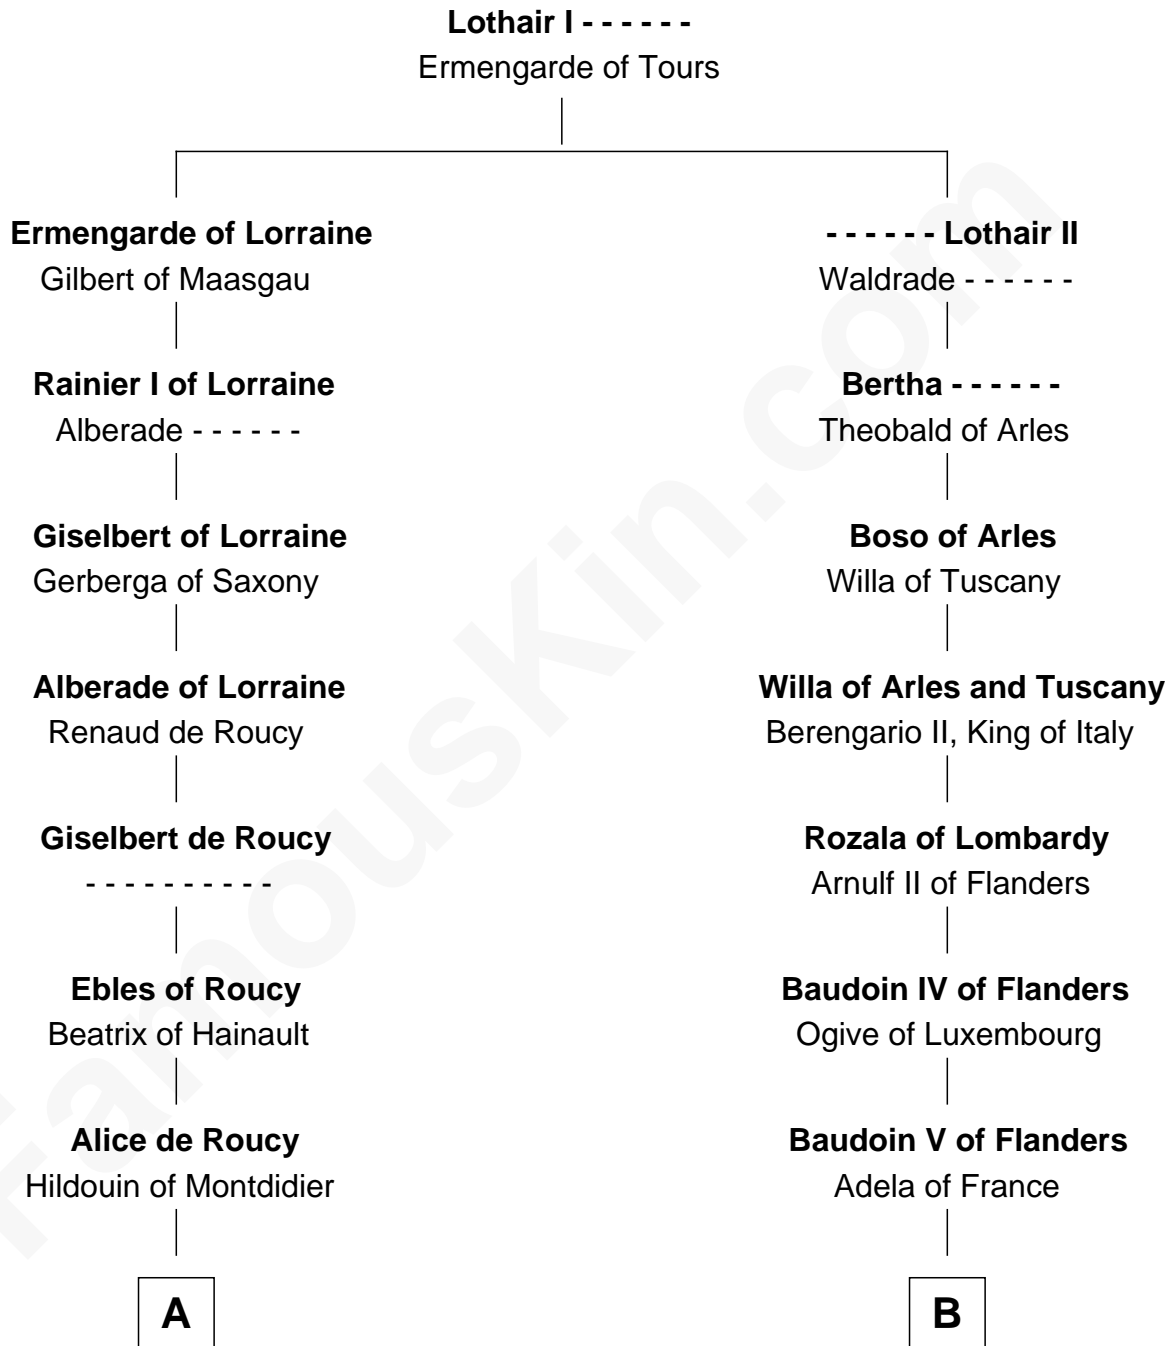 Lothair I - - - - - -
Ermengarde of Tours
Ermengarde of Lorraine
Gilbert of Maasgau
Rainier I of Lorraine
Alberade - - - - - -
Giselbert of Lorraine
Gerberga of Saxony
Alberade of Lorraine
Renaud de Roucy
Giselbert de Roucy
- - - - - - - - - -
Ebles of Roucy
Beatrix of Hainault
Alice de Roucy
Hildouin of Montdidier
A
- - - - - - Lothair II
Waldrade - - - - - -
Bertha - - - - - -
Theobald of Arles
Boso of Arles
Willa of Tuscany
Willa of Arles and Tuscany
Berengario II, King of Italy
Rozala of Lombardy
Arnulf II of Flanders
Baudoin IV of Flanders
Ogive of Luxembourg
Baudoin V of Flanders
Adela of France
B
FamousKin.com